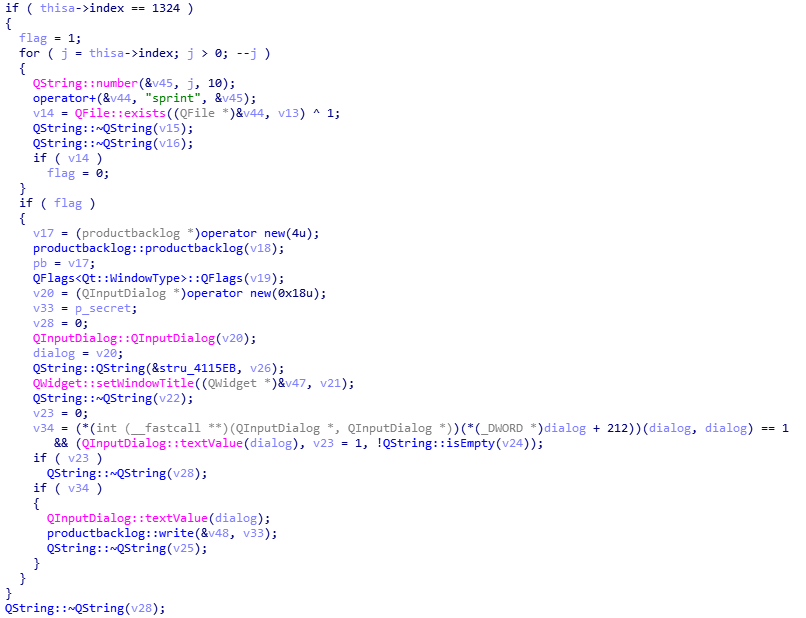 if ( thisa->index == 1324 )
{
  flag = 1;
  for ( j = thisa->index; j > 0; --j )
  {
    QString::number(&v45, j, 10);
    operator+(&v44, "sprint", &v45);
    v14 = QFile::exists((QFile *)&v44, v13) ^ 1;
    QString::~QString(v15);
    QString::~QString(v16);
    if ( v14 )
      flag = 0;
  }
  if ( flag )
  {
    v17 = (productbacklog *)operator new(4u);
    productbacklog::productbacklog(v18);
    pb = v17;
    QFlags<Qt::WindowType>::QFlags(v19);
    v20 = (QInputDialog *)operator new(0x18u);
    v33 = p_secret;
    v28 = 0;
    QInputDialog::QInputDialog(v20);
    dialog = v20;
    QString::QString(&stru_4115EB, v26);
    QWidget::setWindowTitle((QWidget *)&v47, v21);
    QString::~QString(v22);
    v23 = 0;
    v34 = (*(int (__fastcall **)(QInputDialog *, QInputDialog *))(*(_DWORD *)dialog + 212))(dialog, dialog) == 1
       && (QInputDialog::textValue(dialog), v23 = 1, !QString::isEmpty(v24));
    if ( v23 )
      QString::~QString(v28);
    if ( v34 )
    {
      QInputDialog::textValue(dialog);
      productbacklog::write(&v48, v33);
      QString::~QString(v25);
    }
  }
}
QString::~QString(v28);